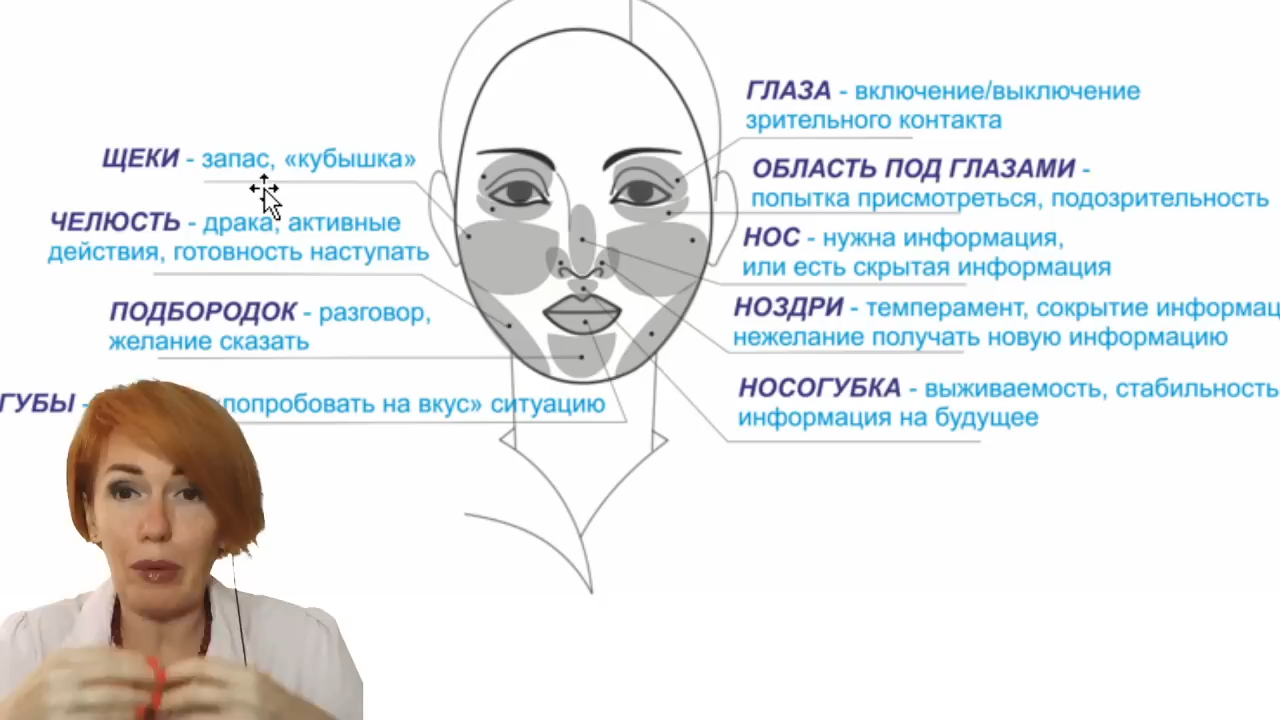 ЩЕКИ - запас, «кубышка»
ЧЕЛЮСТЬ - драка, активные
действия, готовность наступать
ПОДБОРОДОК - разговор,
желание сказать
ГУБЫ - «попробовать на вкус» ситуацию
ГЛАЗА - включение/выключение
зрительного контакта
ОБЛАСТЬ ПОД ГЛАЗАМИ -
попытка присмотреться, подозрительность
НОС - нужна информация,
или есть скрытая информация
НОЗДРИ - темперамент, сокрытие информац
нежелание получать новую информацию
НОСОГУБКА - выживаемость, стабильность
информация на будущее